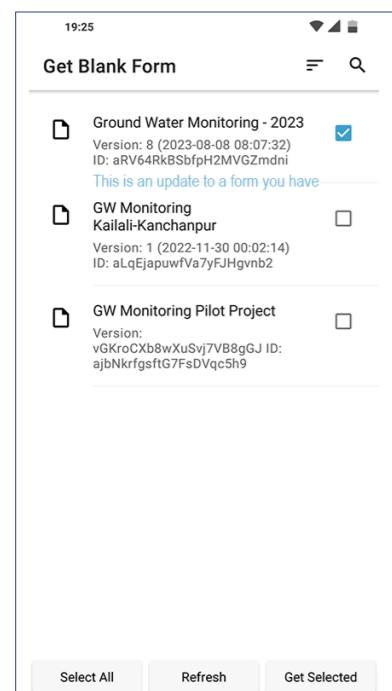 19:25
Get Blank Form
Ground Water Monitoring - 2023
Version: 8 (2023-08-08 08:07:32)
ID: aRV64RkBSbfpH2MVGZmdni
This is an update to a form you have
GW Monitoring
Kailali-Kanchanpur
Version: 1 (2022-11-30 00:02:14)
ID: aLqEjapuwfVa7yFJHgvnb2
GW Monitoring Pilot Project
Version:
vGKroCXb8wXuSvj7VB8gGJ ID:
ajbNkrfgsftG7FsDVqc5h9
Select All
Refresh
Get Selected